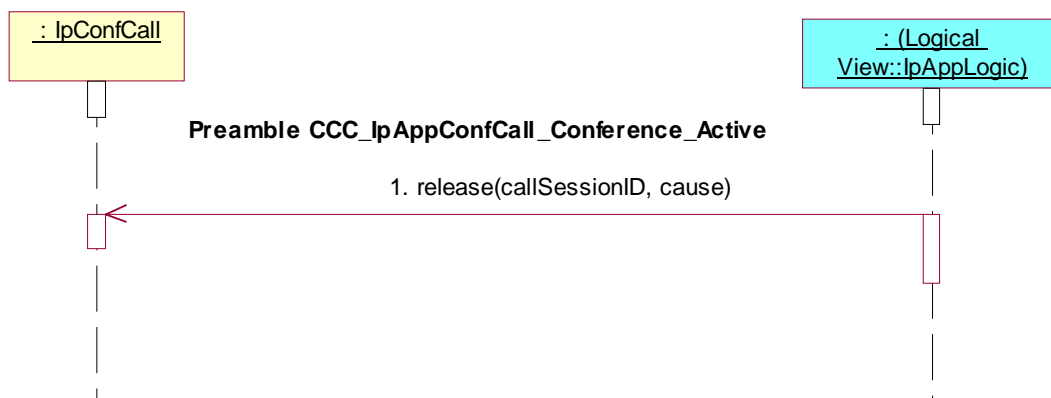 : IpConfCall
: (Logical
View::IpAppLogic)
Preamble CCC_IpAppConfCall_Conference_Active
1. release(callSessionID, cause)